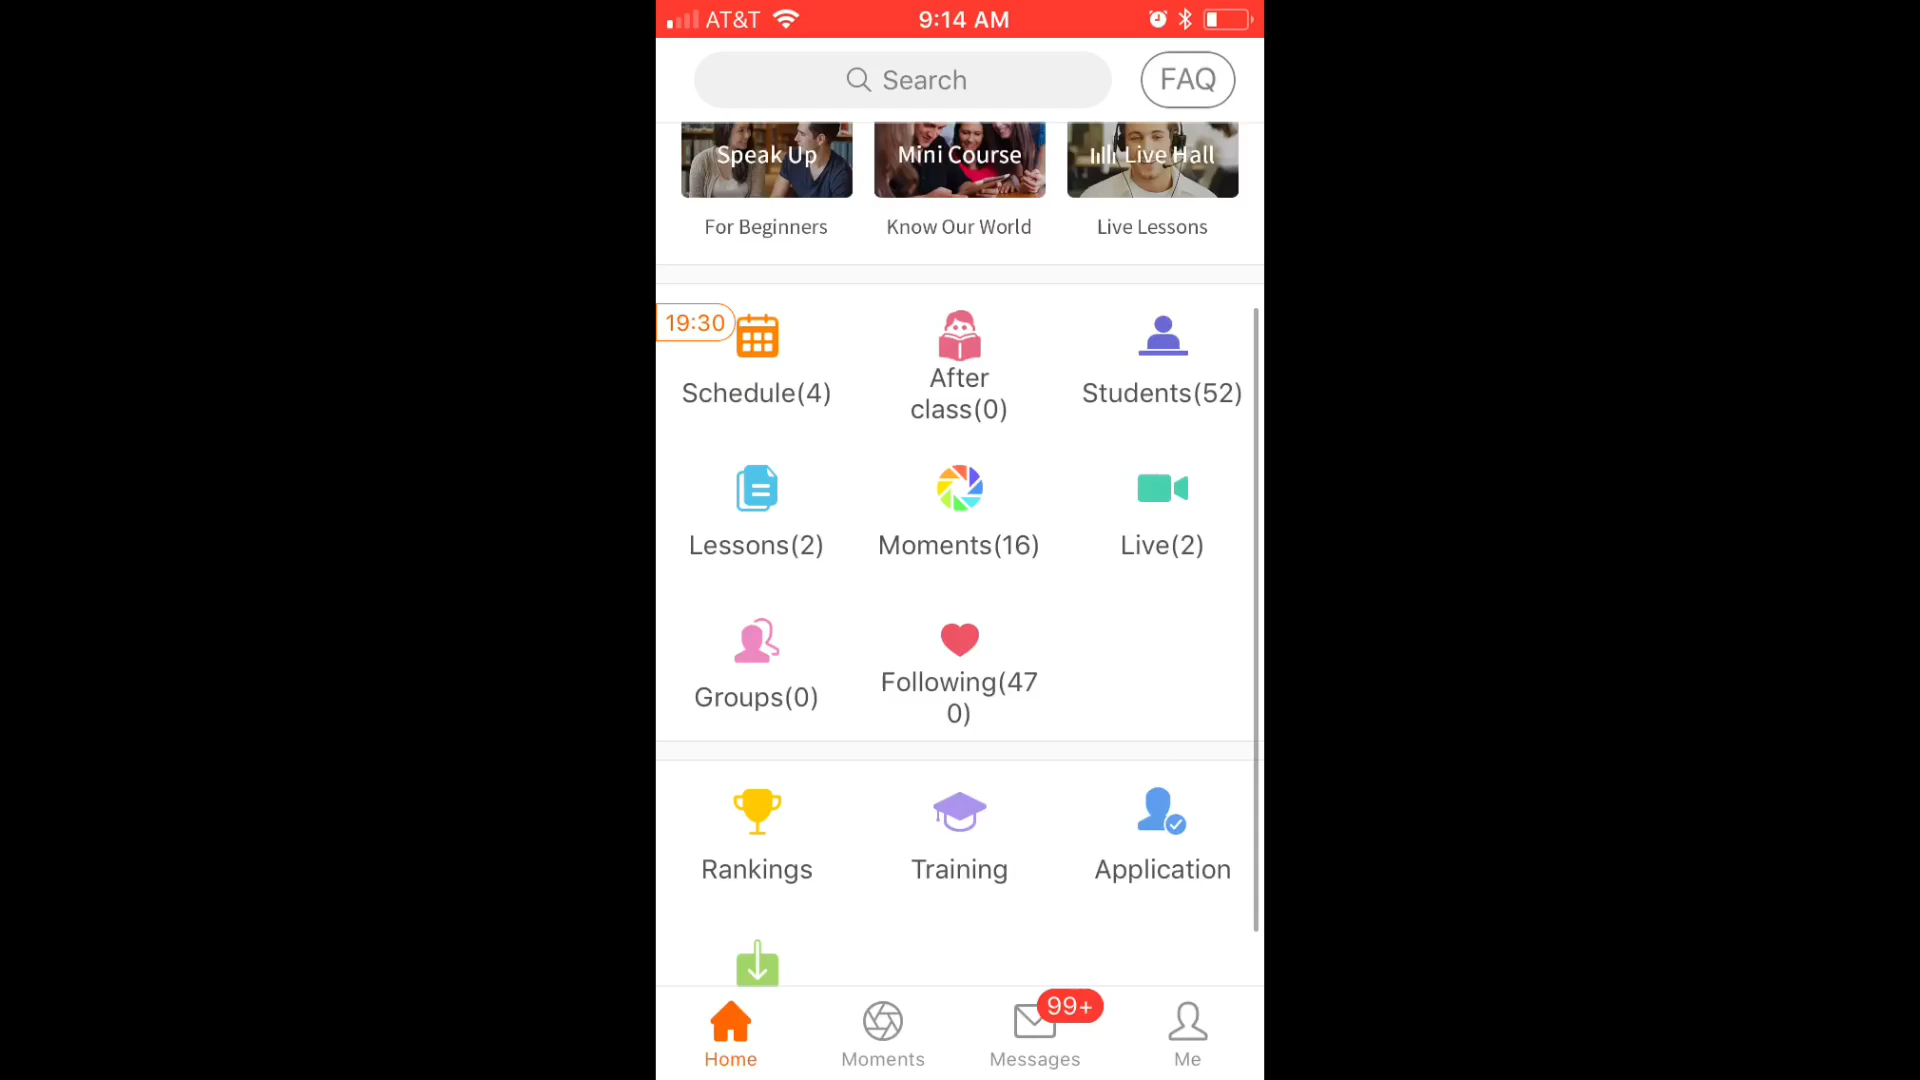 AT&T 9:14 AM
Search FAQ
Speak Up Mini Course Live Hall
For Beginners Know Our World Live Lessons
19:30
Schedule(4) After class(0) Students(52)
Lessons(2) Moments(16) Live(2)
Groups(0) Following(47
0)
Rankings Training Application
99+
Home Moments Messages Me